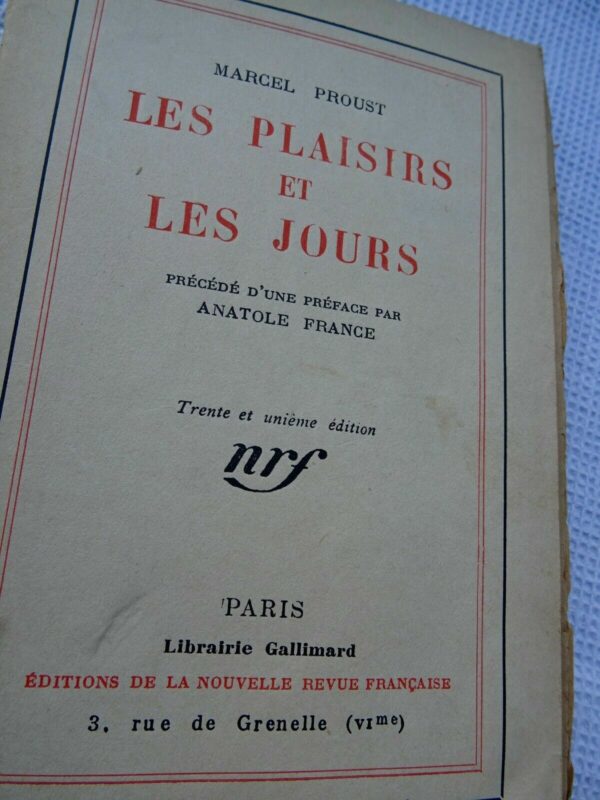 MARCEL PROUST
LES PLAISIRS
ET
LES JOURS
PRÉCÉDÉ D'UNE PRÉFACE PAR
ANATOLE FRANCE
Trente et unième édition
nrf
PARIS
Librairie Gallimard
ÉDITIONS DE LA NOUVELLE REVUE FRANÇAISE
3, rue de Grenelle (VIme)